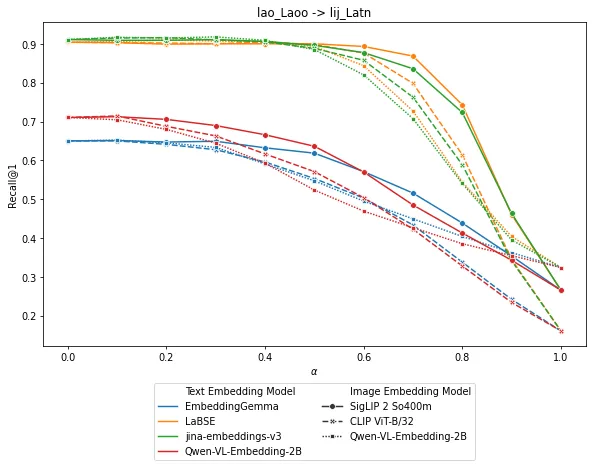 lao_Laoo -> lij_Latn
Recall@1
0.9
0.8
0.7
0.6
0.5
0.4
0.3
0.2
0.0 0.2 0.4 0.6 0.8 1.0
α
Text Embedding Model Image Embedding Model
EmbeddingGemma SigLIP 2 So400m
LaBSE CLIP ViT-B/32
jina-embeddings-v3 Qwen-VL-Embedding-2B
Qwen-VL-Embedding-2B